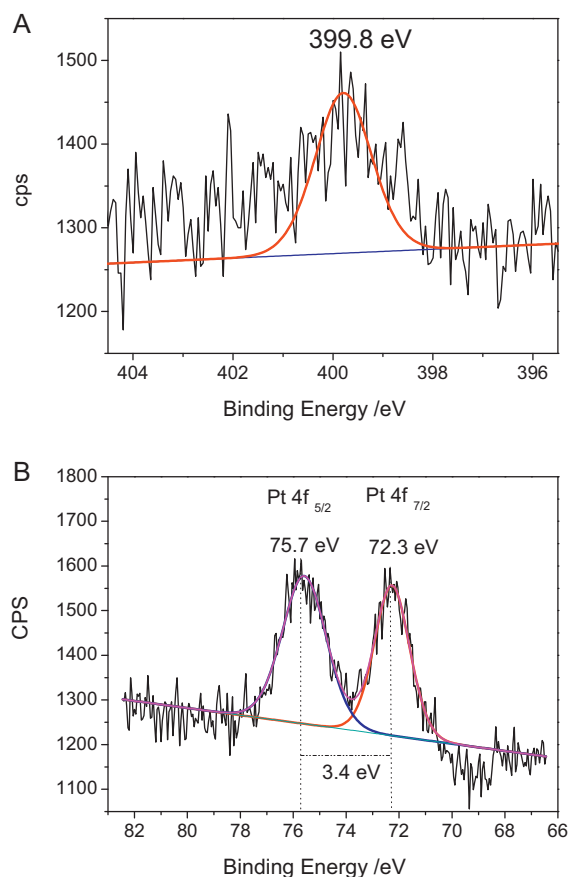 A
399.8 eV
1500
1400
1300
1200
cps
404 402 400 398 396
Binding Energy /eV
B
1800
1700
1600
1500
1400
1300
1200
1100
CPS
Pt 4f 5/2 Pt 4f 7/2
75.7 eV 72.3 eV
3.4 eV
82 80 78 76 74 72 70 68 66
Binding Energy /eV